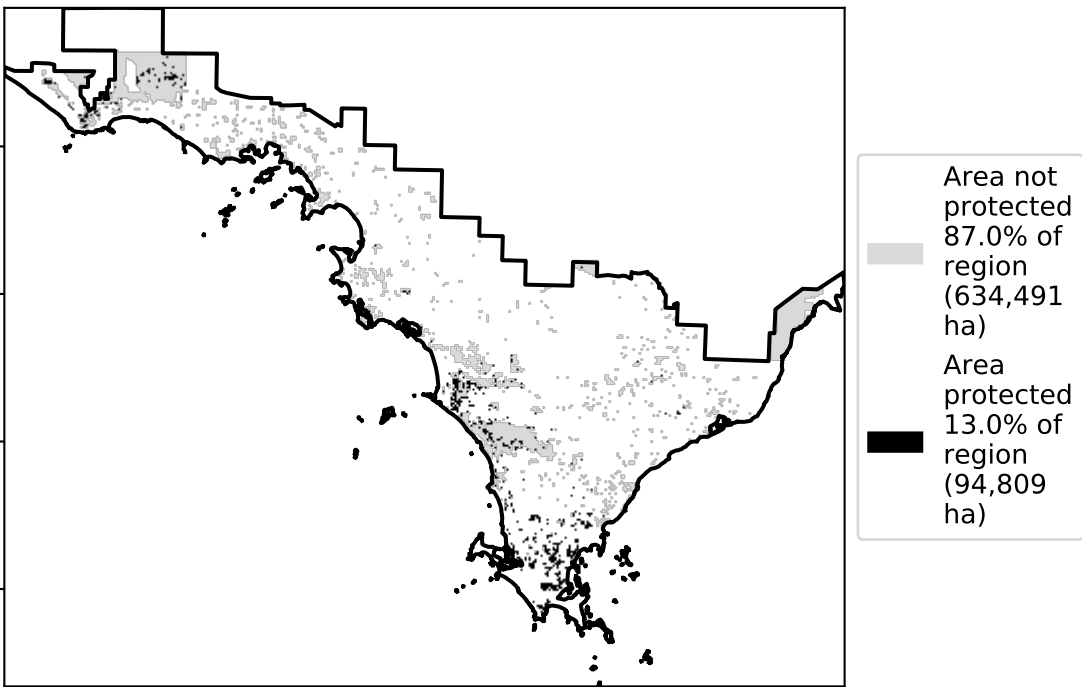 Area not
protected
87.0% of
region
(634,491
ha)
Area
protected
13.0% of
region
(94,809
ha)